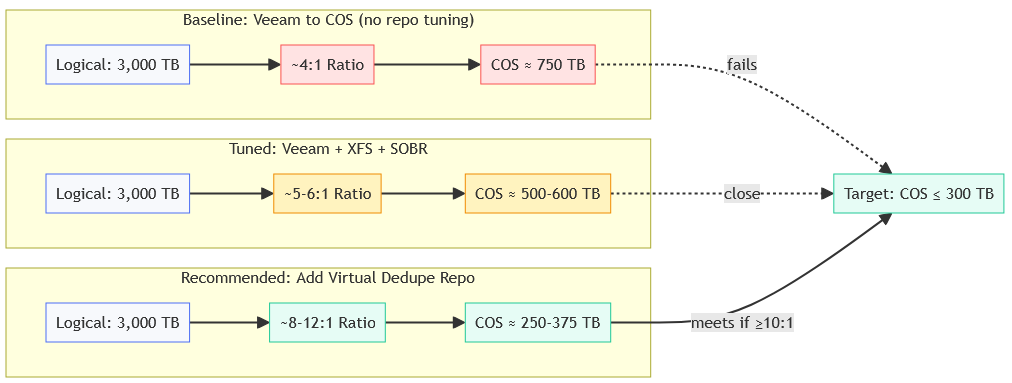 Baseline: Veeam to COS (no repo tuning)
Logical: 3,000 TB
~4:1 Ratio
COS ≈ 750 TB
fails
Tuned: Veeam + XFS + SOBR
Logical: 3,000 TB
~5-6:1 Ratio
COS ≈ 500-600 TB
close
Target: COS ≤ 300 TB
Recommended: Add Virtual Dedupe Repo
Logical: 3,000 TB
~8-12:1 Ratio
COS ≈ 250-375 TB
meets if ≥10:1